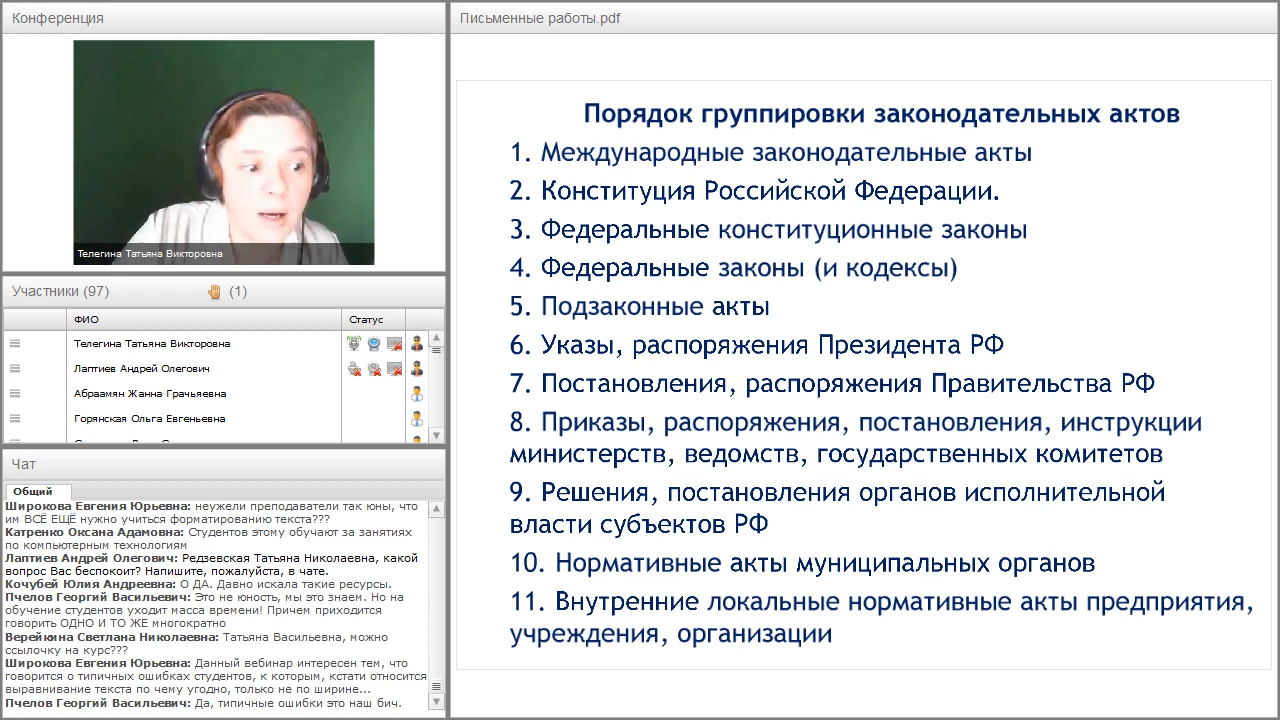 Конференция
Телегина Татьяна Викторовна
Участники (97)
(1)
ФИО
Статус
Телегина Татьяна Викторовна
Лаптиев Андрей Олегович
Абраамян Жанна Грачьяевна
Горянская Ольга Евгеньевна
Чат
Общий
Широкова Евгения Юрьевна: неужели преподаватели так юны, что
им ВСЁ ЕЩЁ нужно учиться форматированию текста???
Катренко Оксана Адамовна: Студентов этому обучают за занятиях
по компьютерным технологиям
Лаптиев Андрей Олегович: Редзевская Татьяна Николаевна, какой
вопрос Вас беспокоит? Напишите, пожалуйста, в чате.
Кочубей Юлия Андреевна: О ДА. Давно искала такие ресурсы.
Пчелов Георгий Васильевич: Это не юность, мы это знаем. Но на
обучение студентов уходит масса времени! Причем приходится
говорить ОДНО И ТО ЖЕ многократно
Верейкина Светлана Николаевна: Татьяна Васильевна, можно
ссылочку на курс???
Широкова Евгения Юрьевна: Данный вебинар интересен тем, что
говорится о типичных ошибках студентов, к которым, кстати относится
выравнивание текста по чему угодно, только не по ширине...
Пчелов Георгий Васильевич: Да, типичные ошибки это наш бич.
Письменные работы.pdf
Порядок группировки законодательных актов
1. Международные законодательные акты
2. Конституция Российской Федерации.
3. Федеральные конституционные законы
4. Федеральные законы (и кодексы)
5. Подзаконные акты
6. Указы, распоряжения Президента РФ
7. Постановления, распоряжения Правительства РФ
8. Приказы, распоряжения, постановления, инструкции
министерств, ведомств, государственных комитетов
9. Решения, постановления органов исполнительной
власти субъектов РФ
10. Нормативные акты муниципальных органов
11. Внутренние локальные нормативные акты предприятия,
учреждения, организации